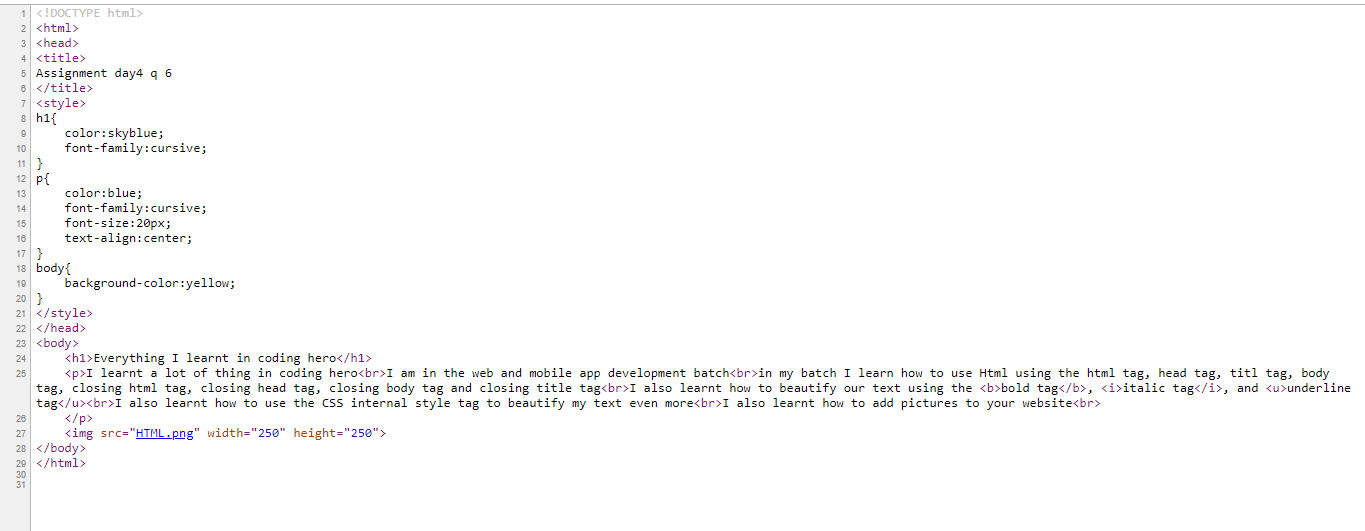 1 <!DOCTYPE html>
2 <html>
3 <head>
4 <title>
5 Assignment day4 q 6
6 </title>
7 <style>
8 h1{
9     color:skyblue;
10     font-family:cursive;
11 }
12 p{
13     color:blue;
14     font-family:cursive;
15     font-size:20px;
16     text-align:center;
17 }
18 body{
19     background-color:yellow;
20 }
21 </style>
22 </head>
23 <body>
24     <h1>Everything I learnt in coding hero</h1>
25     <p>I learnt a lot of thing in coding hero<br>I am in the web and mobile app development batch<br>in my batch I learn how to use Html using the html tag, head tag, titl tag, body
tag, closing html tag, closing head tag, closing body tag and closing title tag<br>I also learnt how to beautify our text using the <b>bold tag</b>, <i>italic tag</i>, and <u>underline
tag</u><br>I also learnt how to use the CSS internal style tag to beautify my text even more<br>I also learnt how to add pictures to your website<br>
26     </p>
27     <img src="HTML.png" width="250" height="250">
28 </body>
29 </html>
30
31